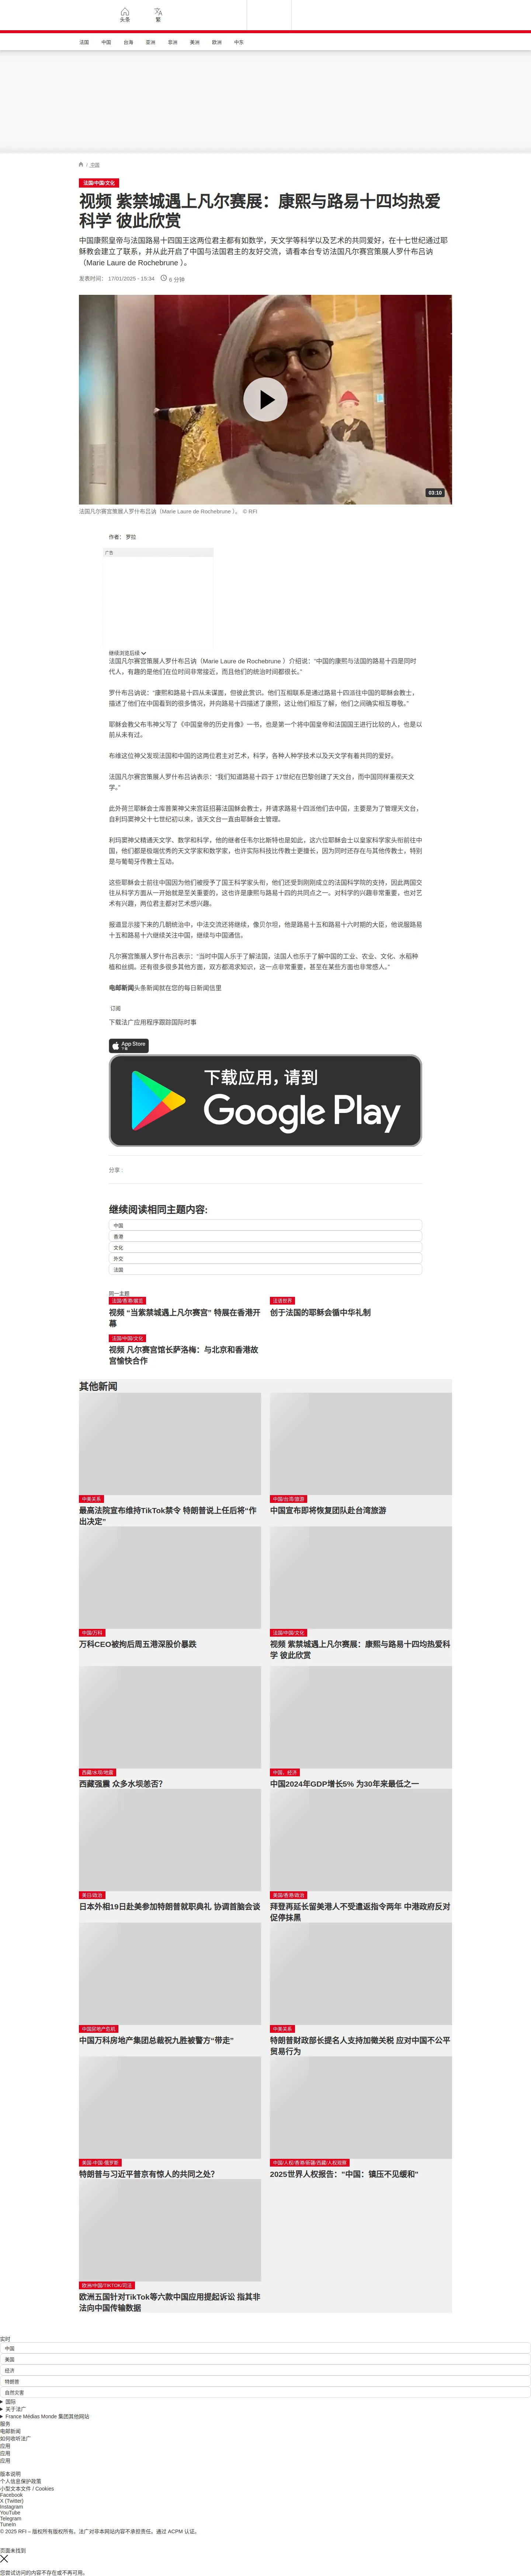 头条
繁
法国
中国
台海
亚洲
非洲
美洲
欧洲
中东
/ 中国
法国/中国/文化
视频 紫禁城遇上凡尔赛展：康熙与路易十四均热爱
科学 彼此欣赏
中国康熙皇帝与法国路易十四国王这两位君主都有如数学，天文学等科学以及艺术的共同爱好，在十七世纪通过耶
稣教会建立了联系，并从此开启了中国与法国君主的友好交流，请看本台专访法国凡尔赛宫策展人罗什布吕讷
（Marie Laure de Rochebrune ）。
发表时间： 17/01/2025 - 15:34
6 分钟
03:10
法国凡尔赛宫策展人罗什布吕讷（Marie Laure de Rochebrune ）。 © RFI
作者： 罗拉
广告
继续浏览后续
法国凡尔赛宫策展人罗什布吕讷（Marie Laure de Rochebrune ）介绍说：“中国的康熙与法国的路易十四是同时
代人，有趣的是他们在位时间非常接近，而且他们的统治时间都很长。”
罗什布吕讷说：“康熙和路易十四从未谋面，但彼此赏识。他们互相联系是通过路易十四派往中国的耶稣会教士，
描述了他们在中国看到的很多情况，并向路易十四描述了康熙，这让他们相互了解，他们之间确实相互尊敬。”
耶稣会教父布韦神父写了《中国皇帝的历史肖像》一书，也是第一个将中国皇帝和法国国王进行比较的人，也是以
前从未有过。
布维这位神父发现法国和中国的这两位君主对艺术，科学，各种人种学技术以及天文学有着共同的爱好。
法国凡尔赛宫策展人罗什布吕讷表示：“我们知道路易十四于 17世纪在巴黎创建了天文台，而中国同样重视天文
学。”
此外荷兰耶稣会士库普莱神父来宫廷招募法国稣会教士，并请求路易十四派他们去中国，主要是为了管理天文台，
自利玛窦神父十七世纪初以来，该天文台一直由耶稣会士管理。
利玛窦神父精通天文学、数学和科学，他的继者任韦尔比斯特也是如此，这六位耶稣会士以皇家科学家头衔前往中
国，他们都是极端优秀的天文学家和数学家，也许实际科技比传教士更擅长，因为同时还存在与其他传教士，特别
是与葡萄牙传教士互动。
这些耶稣会士前往中国因为他们被授予了国王科学家头衔，他们还受到刚刚成立的法国科学院的支持，因此两国交
往从科学方面从一开始就是至关重要的，这也许是康熙与路易十四的共同点之一。对科学的兴趣非常重要，也对艺
术有兴趣，两位君主都对艺术感兴趣。
报道显示接下来的几朝统治中，中法交流还将继续，像贝尔坦，他是路易十五和路易十六时期的大臣，他说服路易
十五和路易十六继续关注中国，继续与中国通信。
凡尔赛宫策展人罗什布吕表示：“当时中国人乐于了解法国，法国人也乐于了解中国的工业、农业、文化、水稻种
植和丝绸。还有很多很多其他方面，双方都渴求知识，这一点非常重要，甚至在某些方面也非常感人。”
电邮新闻头条新闻就在您的每日新闻信里
订阅
下载法广应用程序跟踪国际时事
App Store
下载
下载应用，请到
Google Play
分享 :
继续阅读相同主题内容:
中国
香港
文化
外交
法国
同一主题
法国/香港/展览
视频 “当紫禁城遇上凡尔赛宫” 特展在香港开
幕
法语世界
创于法国的耶稣会循中华礼制
法国/中国/文化
视频 凡尔赛宫馆长萨洛梅：与北京和香港故
宫愉快合作
其他新闻
中美关系
最高法院宣布维持TikTok禁令 特朗普说上任后将“作
出决定”
中国/台湾/旅游
中国宣布即将恢复团队赴台湾旅游
中国/万科
万科CEO被拘后周五港深股价暴跌
法国/中国/文化
视频 紫禁城遇上凡尔赛展：康熙与路易十四均热爱科
学 彼此欣赏
西藏/水坝/地震
西藏强震 众多水坝恙否？
中国，经济
中国2024年GDP增长5% 为30年来最低之一
美日/政治
日本外相19日赴美参加特朗普就职典礼 协调首脑会谈
美国/香港/政治
拜登再延长留美港人不受遣返指令两年 中港政府反对
促停抹黑
中国房地产危机
中国万科房地产集团总裁祝九胜被警方“带走”
中美关系
特朗普财政部长提名人支持加徵关税 应对中国不公平
贸易行为
美国-中国-俄罗斯
特朗普与习近平普京有惊人的共同之处？
中国/人权/香港/新疆/西藏/人权观察
2025世界人权报告："中国：镇压不见缓和"
欧洲/中国/TIKTOK/司法
欧洲五国针对TikTok等六款中国应用提起诉讼 指其非
法向中国传输数据
实时
中国
美国
经济
特朗普
自然灾害
国际
关于法广
France Médias Monde 集团其他网站
服务
电邮新闻
如何收听法广
应用
应用
应用
版本说明
个人信息保护政策
小型文本文件 / Cookies
Facebook
X (Twitter)
Instagram
YouTube
Telegram
TuneIn
© 2025 RFI – 版权所有版权所有。法广对非本网站内容不承担责任。通过 ACPM 认证。
页面未找到
您尝试访问的内容不存在或不再可用。